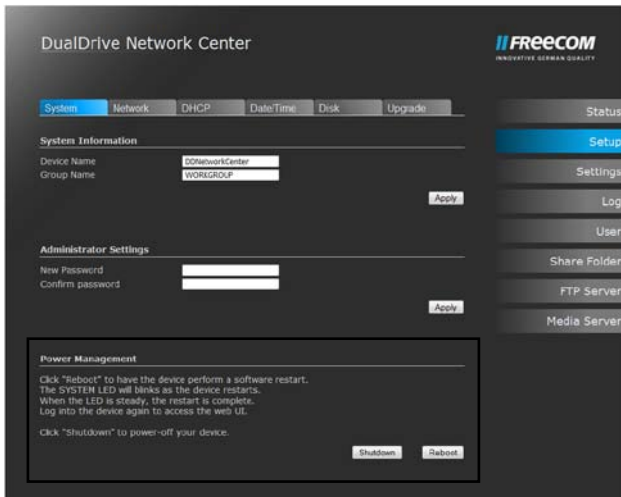 DualDrive Network Center
FREECOM
INNOVATIVE GERMAN QUALITY
System Network DHCP Date/Time Disk Upgrade
Status
Setup
Settings
Log
User
Share Folder
FTP Server
Media Server
System Information
Device Name DDNetworkCenter
Group Name WORKGROUP
Apply
Administrator Settings
New Password
Confirm password
Apply
Power Management
Click "Reboot" to have the device perform a software restart.
The SYSTEM LED will blinks as the device restarts.
When the LED is steady, the restart is complete.
Log into the device again to access the web UI.
Click "Shutdown" to power-off your device.
Shutdown Reboot